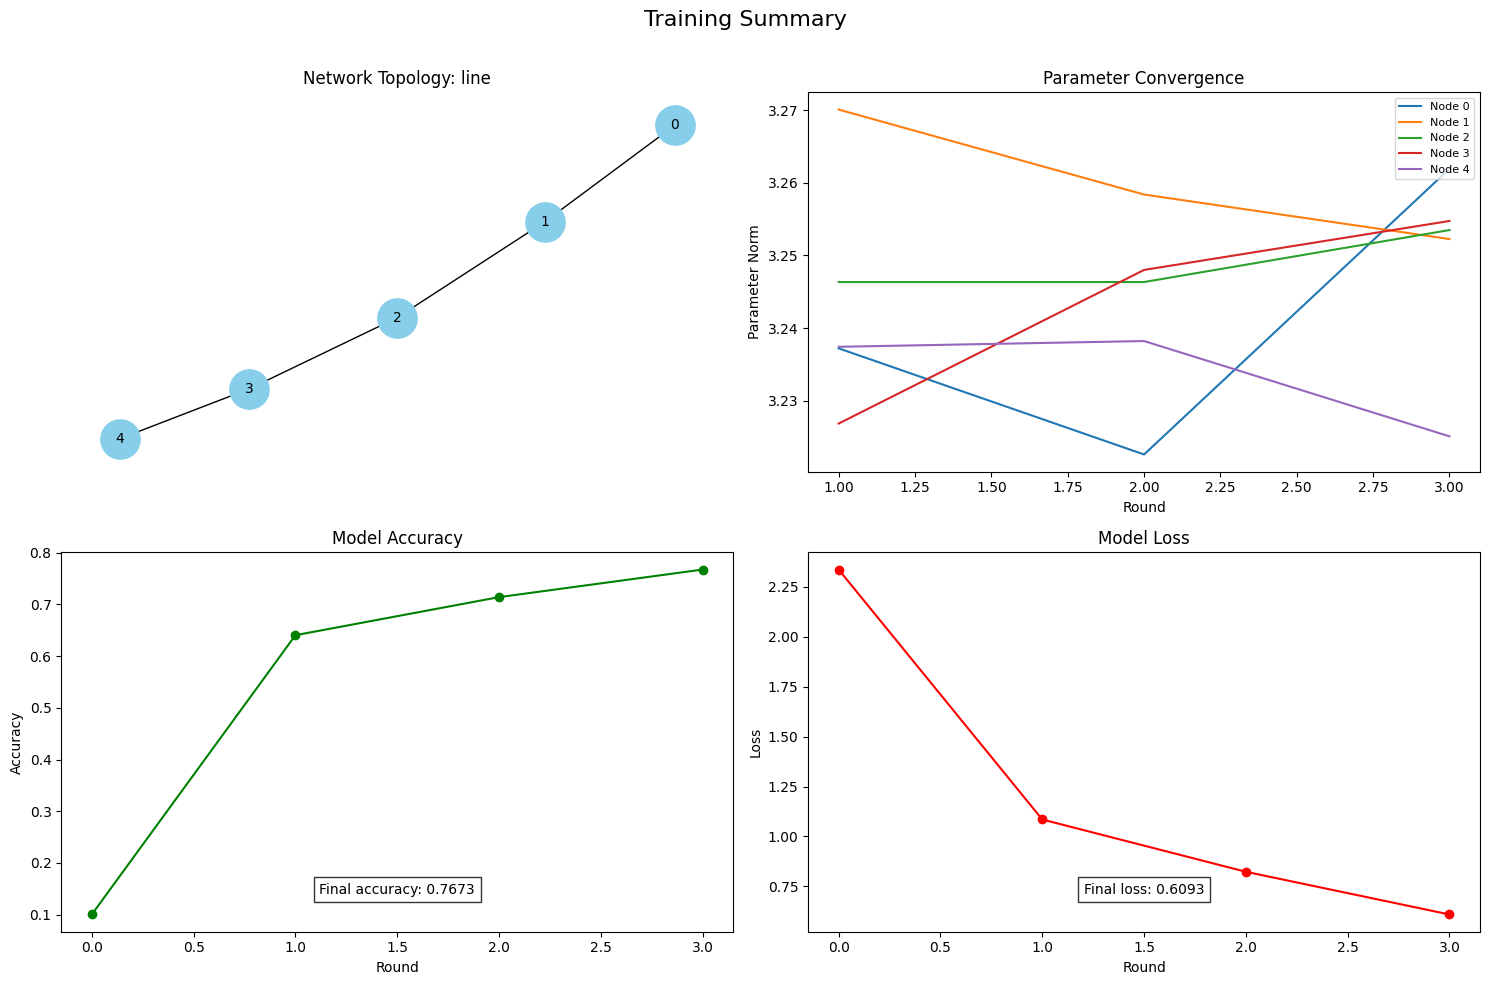 Training Summary
Network Topology: line
0
1
2
3
4
Parameter Convergence
Parameter Norm
3.27
3.26
3.25
3.24
3.23
Node 0
Node 1
Node 2
Node 3
Node 4
1.00 1.25 1.50 1.75 2.00 2.25 2.50 2.75 3.00
Round
Model Accuracy
Accuracy
0.8
0.7
0.6
0.5
0.4
0.3
0.2
0.1
Final accuracy: 0.7673
0.0 0.5 1.0 1.5 2.0 2.5 3.0
Round
Model Loss
Loss
2.25
2.00
1.75
1.50
1.25
1.00
0.75
Final loss: 0.6093
0.0 0.5 1.0 1.5 2.0 2.5 3.0
Round